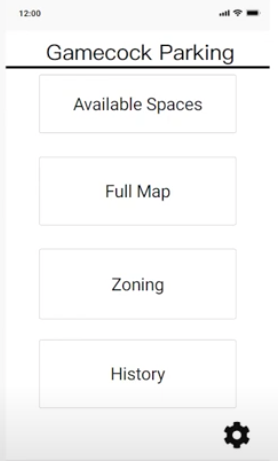 12:00
Gamecock Parking
Available Spaces
Full Map
Zoning
History